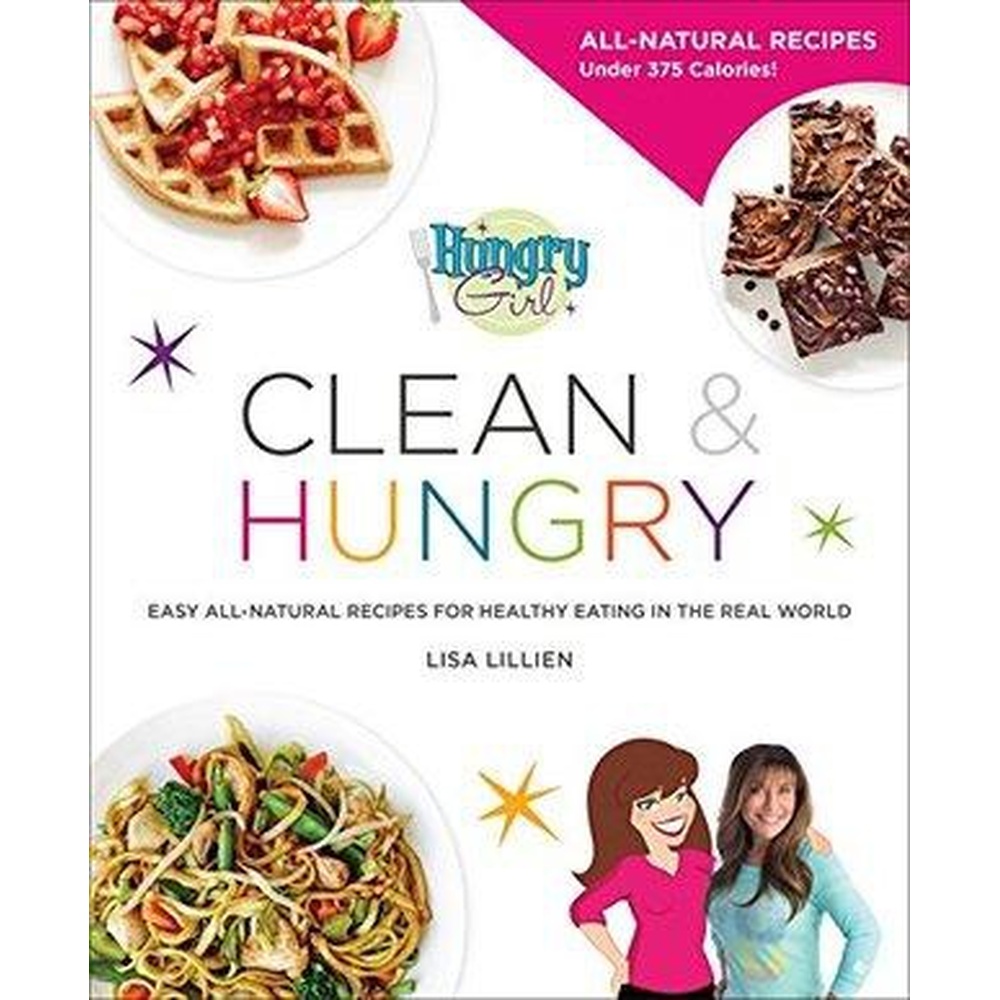 ALL-NATURAL RECIPES
Under 375 Calories!
Hungry
Girl
CLEAN &
HUNGRY
EASY ALL-NATURAL RECIPES FOR HEALTHY EATING IN THE REAL WORLD
LISA LILLIEN